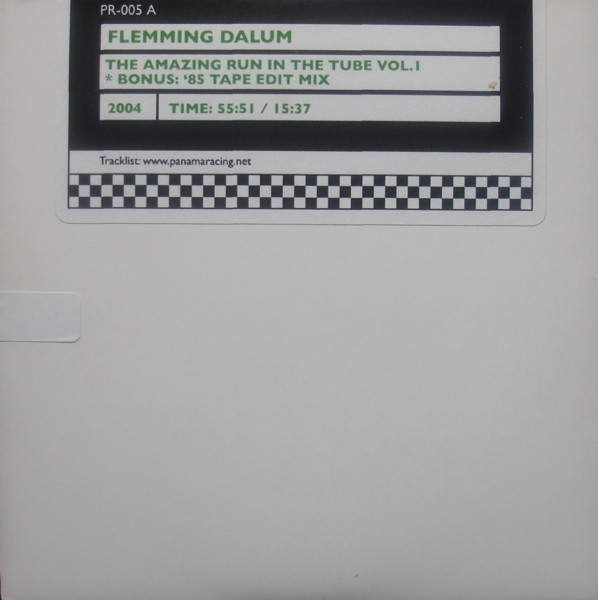 PR-005 A
FLEMMING DALUM
THE AMAZING RUN IN THE TUBE VOL.1
* BONUS: ‘85 TAPE EDIT MIX
2004 TIME: 55:51 / 15:37
Tracklist: www.panamaracing.net